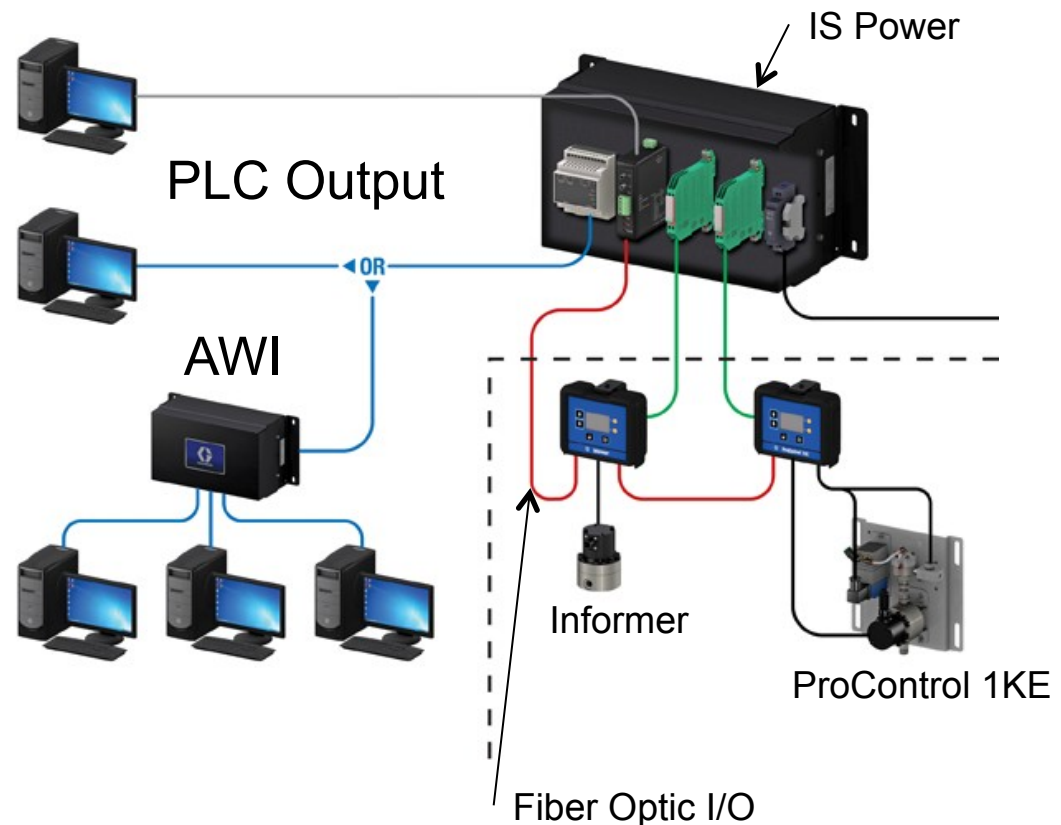 IS Power
PLC Output
OR
AWI
Informer
ProControl 1KE
Fiber Optic I/O